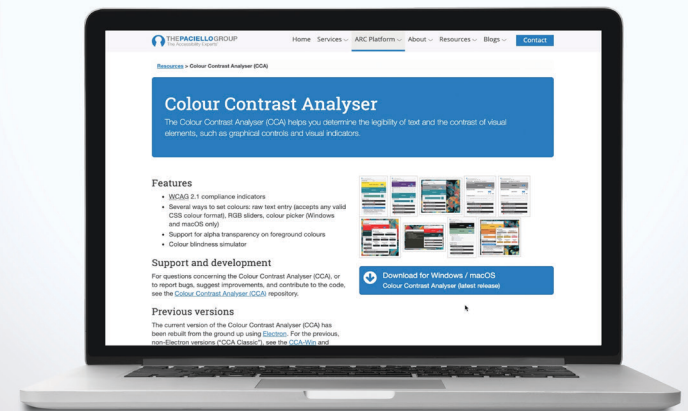 THEPACIELLOGROUP
The Accessibility Experts
Home Services ARC Platform About Resources Blogs Contact
Resources > Colour Contrast Analyser (CCA)
Colour Contrast Analyser
The Colour Contrast Analyser (CCA) helps you determine the legibility of text and the contrast of visual
elements, such as graphical controls and visual indicators.
Features
• WCAG 2.1 compliance indicators
• Several ways to set colours: raw text entry (accepts any valid
CSS colour format), RGB sliders, colour picker (Windows
and macOS only)
• Support for alpha transparency on foreground colours
• Colour blindness simulator
Support and development
For questions concerning the Colour Contrast Analyser (CCA), or
to report bugs, suggest improvements, and contribute to the code,
see the Colour Contrast Analyser (CCA) repository.
Previous versions
The current version of the Colour Contrast Analyser (CCA) has
been rebuilt from the ground up using Electron. For the previous,
non-Electron versions ("CCA Classic"), see the CCA-Win and
Download for Windows / macOS
Colour Contrast Analyser (latest release)